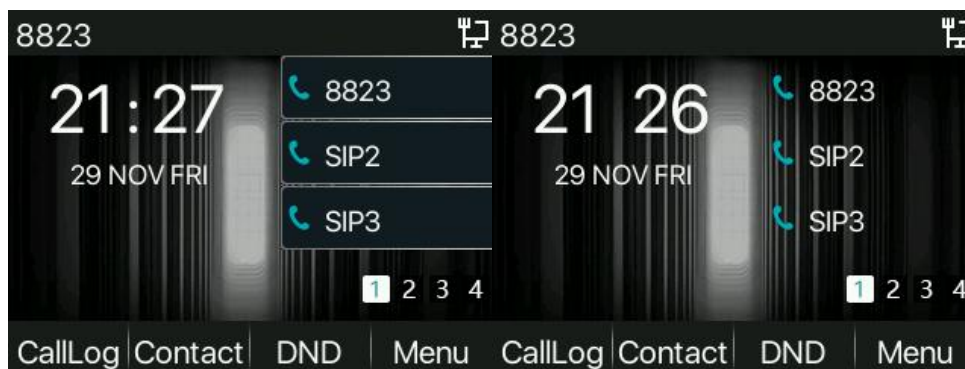 8823
21:27
29 NOV FRI
8823
SIP2
SIP3
1 2 3 4
CallLog Contact DND Menu
8823
21 26
29 NOV FRI
8823
SIP2
SIP3
1 2 3 4
CallLog Contact DND Menu